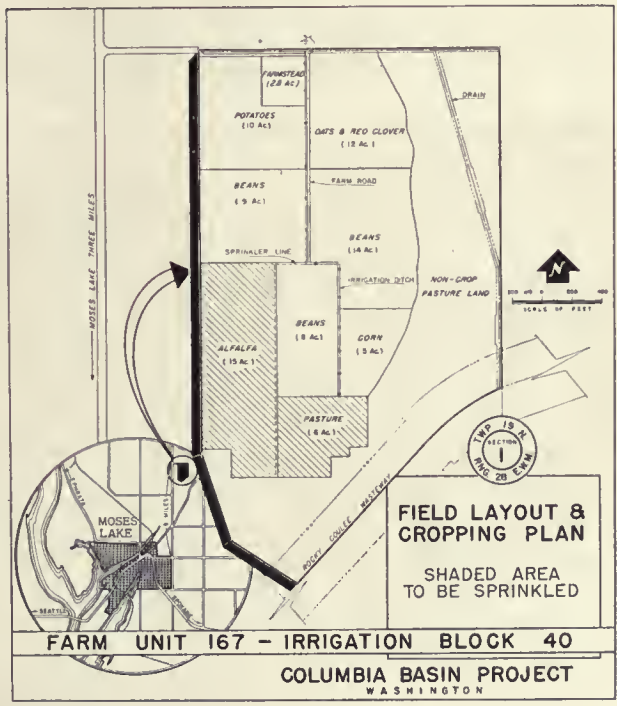 FARMSTEAD
(2.8 Ac)
DRAIN
POTATOES
(10 Ac)
OATS & RED CLOVER
(12 Ac)
FARM ROAD
BEANS
(9 Ac)
BEANS
(14 Ac)
SPRINKLER LINE
IRRIGATION DITCH
NON-CROP
PASTURE LAND
MOSES LAKE THREE MILES
N
SCALE OF FEET
BEANS
(8 Ac)
CORN
(5 Ac)
ALFALFA
(15 Ac)
PASTURE
(6 Ac)
TWP 19 N.
SECTION
1
RNG 28 E.W.M.
ROCKY COULEE WASTEWAY
EPHRATA
MILES
MOSES
LAKE
SEATTLE
SPOKANE
FIELD LAYOUT &
CROPPING PLAN
SHADED AREA
TO BE SPRINKLED
FARM UNIT 167 - IRRIGATION BLOCK 40
COLUMBIA BASIN PROJECT
WASHINGTON